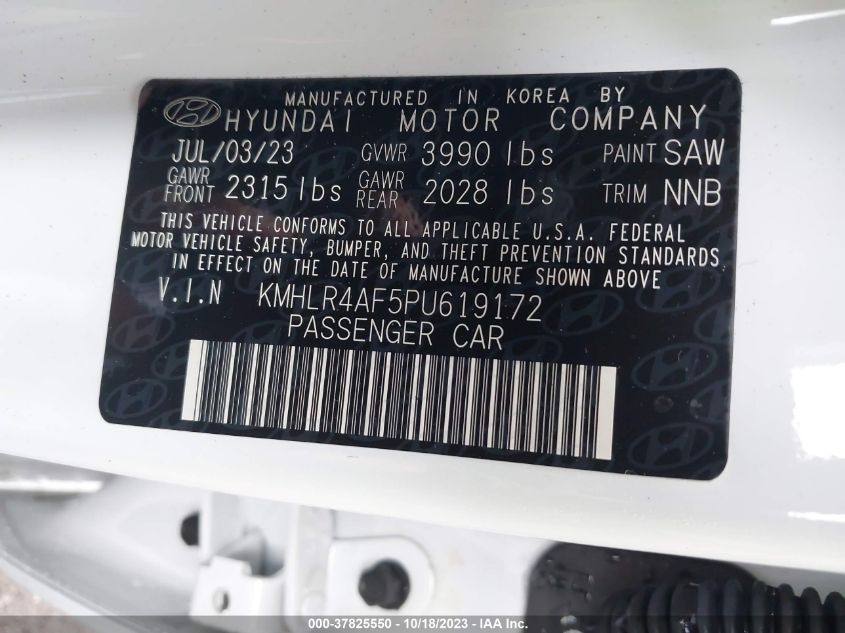 MANUFACTURED IN KOREA BY
HYUNDAI MOTOR COMPANY
JUL/03/23 GVWR 3990 lbs PAINT SAW
GAWR FRONT 2315 lbs GAWR REAR 2028 lbs TRIM NNB
THIS VEHICLE CONFORMS TO ALL APPLICABLE U.S.A. FEDERAL
MOTOR VEHICLE SAFETY, BUMPER, AND THEFT PREVENTION STANDARDS
IN EFFECT ON THE DATE OF MANUFACTURE SHOWN ABOVE
V.I.N KMHLR4AF5PU619172
PASSENGER CAR
000-37825550 - 10/18/2023 - IAA Inc.